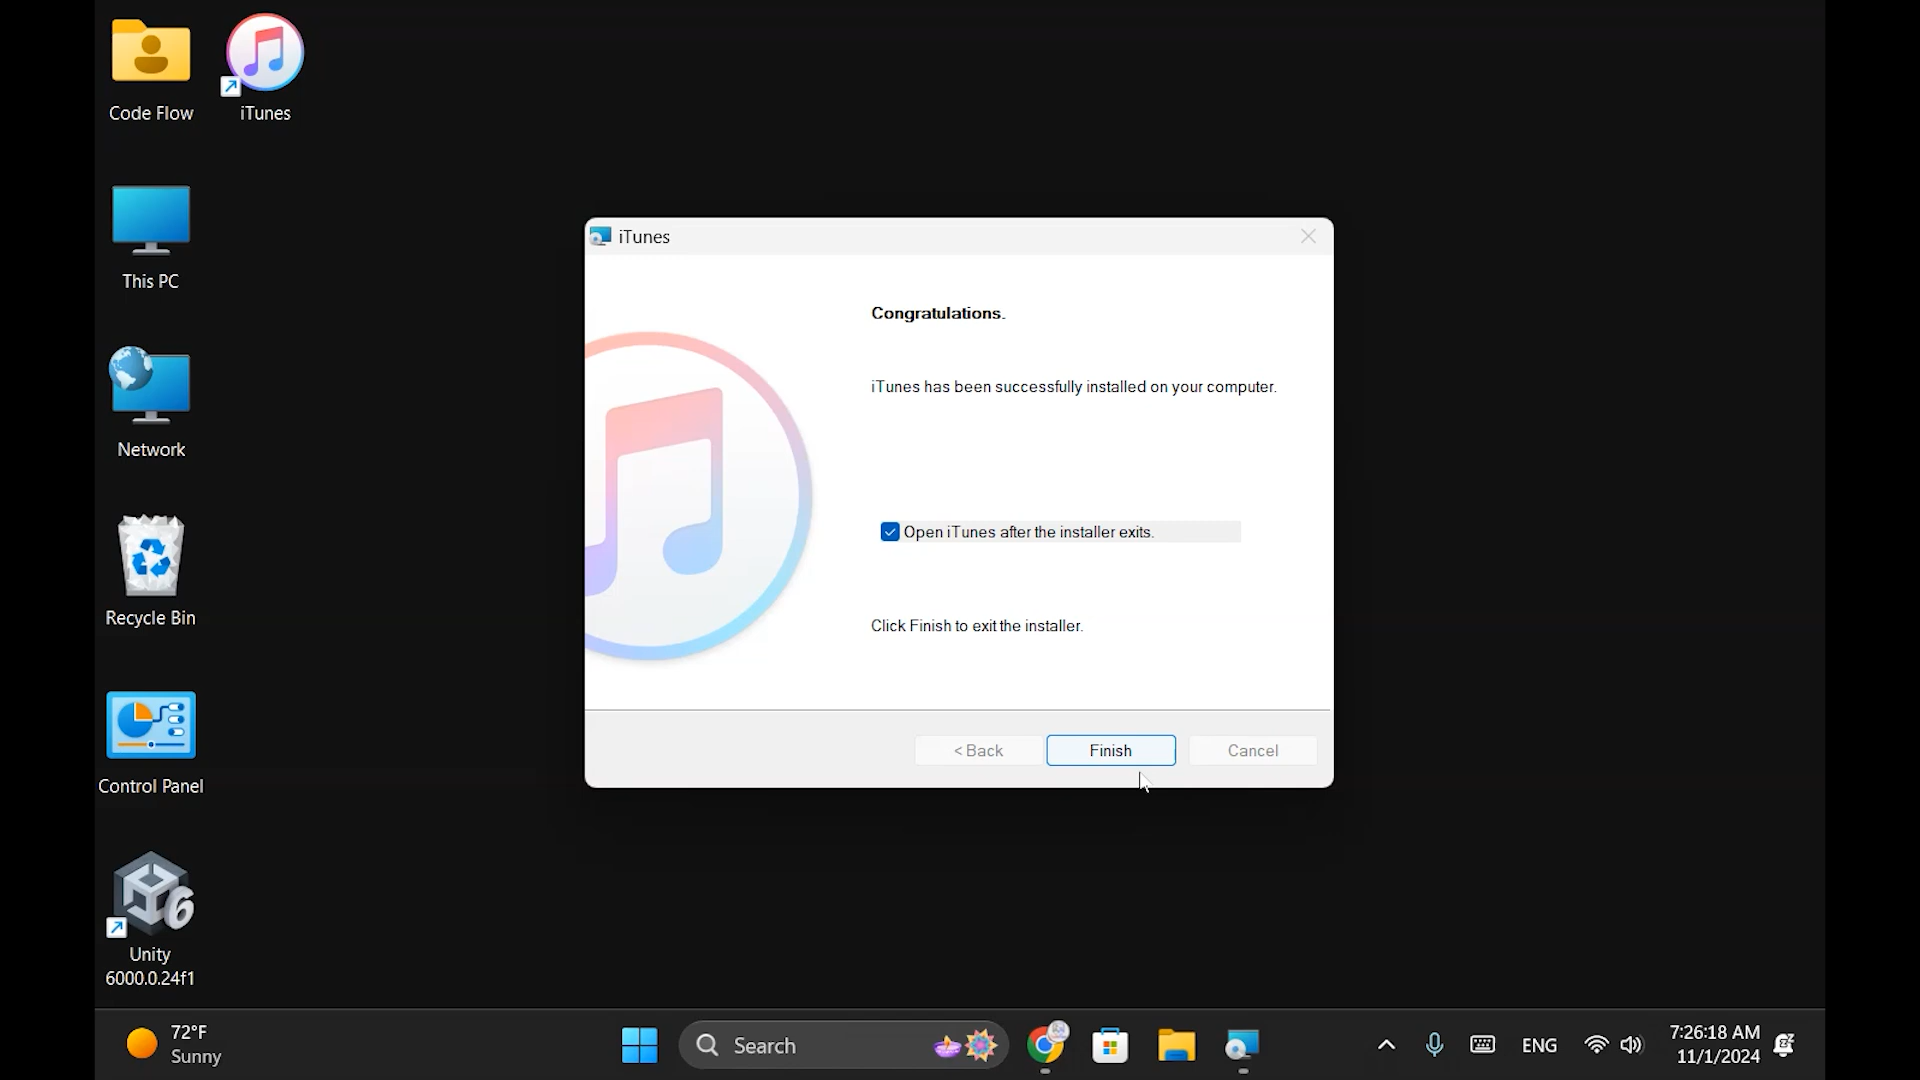 Code Flow
iTunes
This PC
Network
Recycle Bin
Control Panel
6
Unity
6000.0.24f1
iTunes
Congratulations.
iTunes has been successfully installed on your computer.
Open iTunes after the installer exits.
Click Finish to exit the installer.
< Back
Finish
Cancel
72°F
Sunny
Search
ENG
7:26:18 AM
11/1/2024